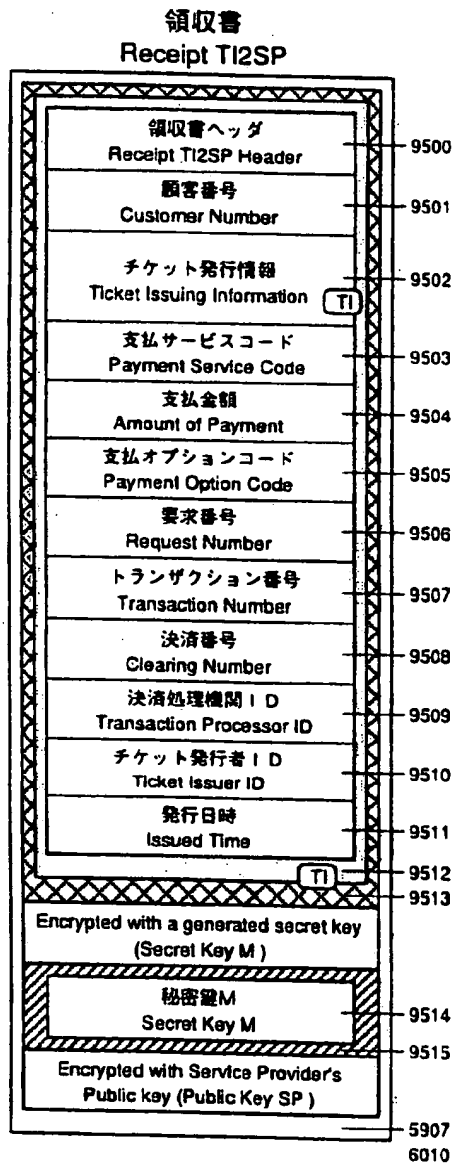 領収書
Receipt TI2SP
領収書ヘッダ
Receipt TI2SP Header
9500
顧客番号
Customer Number
9501
チケット発行情報
Ticket Issuing Information
TI
9502
支払サービスコード
Payment Service Code
9503
支払金額
Amount of Payment
9504
支払オプションコード
Payment Option Code
9505
要求番号
Request Number
9506
トランザクション番号
Transaction Number
9507
決済番号
Clearing Number
9508
決済処理機関ID
Transaction Processor ID
9509
チケット発行者ID
Ticket Issuer ID
9510
発行日時
Issued Time
9511
TI
9512
9513
Encrypted with a generated secret key
(Secret Key M )
秘密鍵M
Secret Key M
9514
9515
Encrypted with Service Provider's
Public key (Public Key SP )
5907
6010